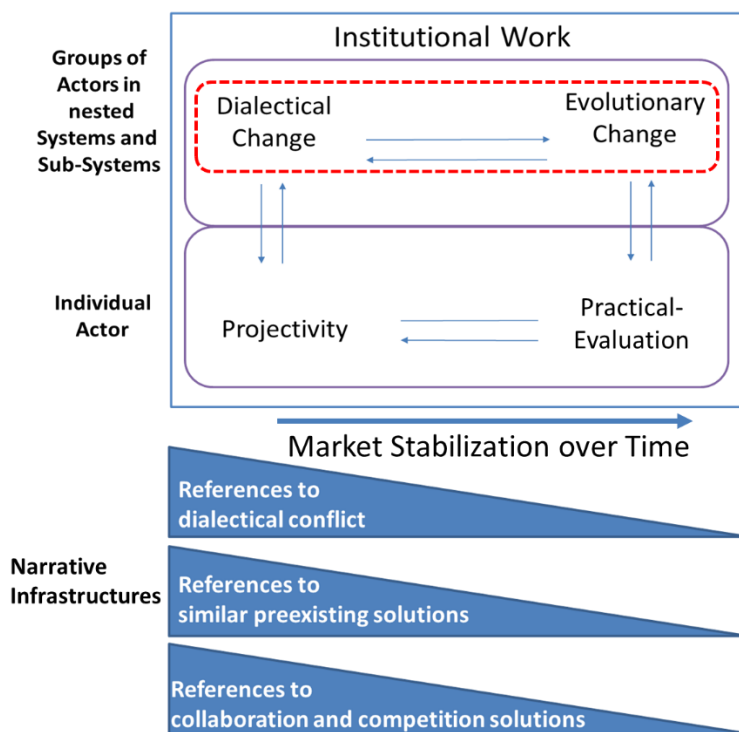 Institutional Work
Groups of
Actors in
nested
Systems and
Sub-Systems
Dialectical
Change
Evolutionary
Change
Individual
Actor
Projectivity
Practical-
Evaluation
Market Stabilization over Time
References to
dialectical conflict
Narrative
Infrastructures
References to
similar preexisting solutions
References to
collaboration and competition solutions